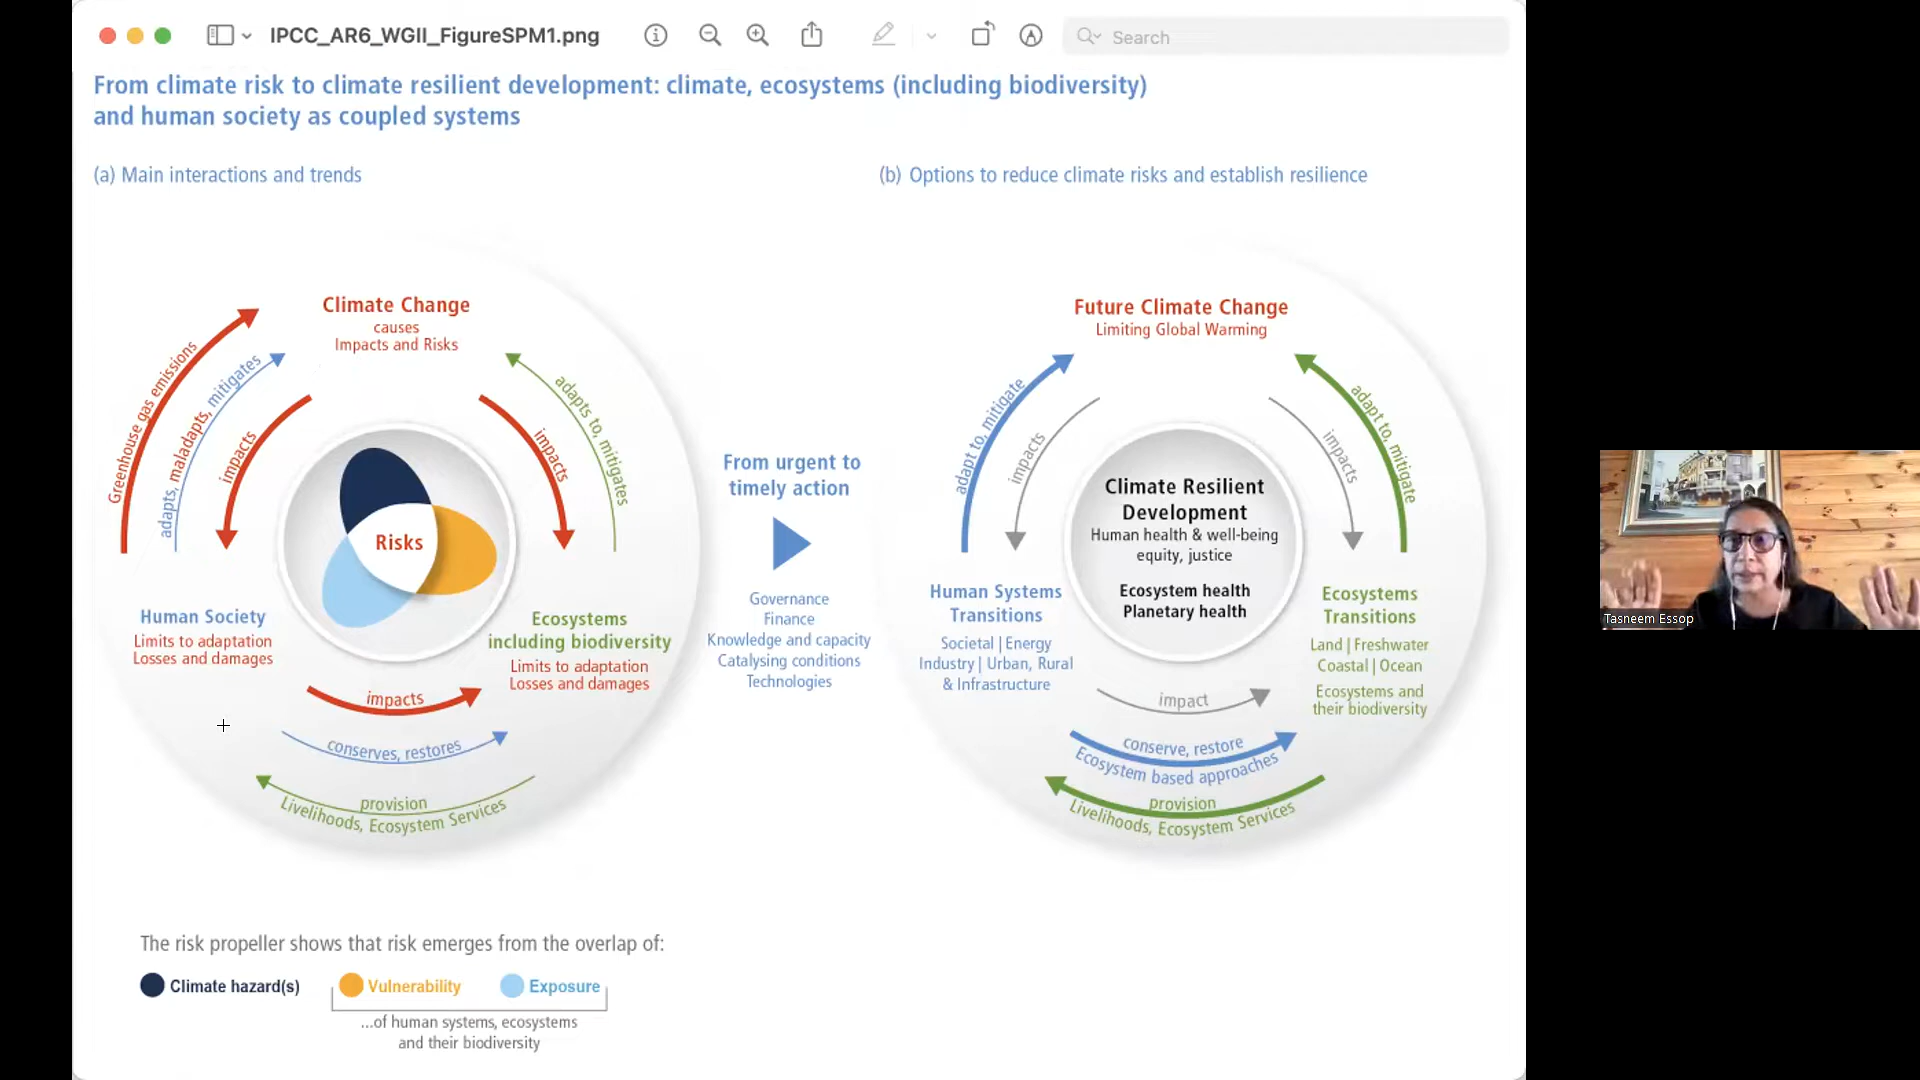 IPCC_AR6_WGII_FigureSPM1.png
Search
From climate risk to climate resilient development: climate, ecosystems (including biodiversity)
and human society as coupled systems
(a) Main interactions and trends
(b) Options to reduce climate risks and establish resilience
Climate Change
causes
Impacts and Risks
Greenhouse gas emissions
adapts, maladapts, mitigates
impacts
impacts
adapts to, mitigates
Risks
Human Society
Limits to adaptation
Losses and damages
Ecosystems
including biodiversity
Limits to adaptation
Losses and damages
impacts
conserves, restores
provision
Livelihoods, Ecosystem Services
From urgent to
timely action
Governance
Finance
Knowledge and capacity
Catalysing conditions
Technologies
Future Climate Change
Limiting Global Warming
adapt to, mitigate
impacts
impacts
adapt to, mitigate
Climate Resilient
Development
Human health & well-being
equity, justice
Ecosystem health
Planetary health
Human Systems
Transitions
Societal | Energy
Industry | Urban, Rural
& Infrastructure
Ecosystems
Transitions
Land | Freshwater
Coastal | Ocean
Ecosystems and
their biodiversity
impact
conserve, restore
Ecosystem based approaches
provision
Livelihoods, Ecosystem Services
Tasneem Essop
The risk propeller shows that risk emerges from the overlap of:
Climate hazard(s) Vulnerability Exposure
...of human systems, ecosystems
and their biodiversity